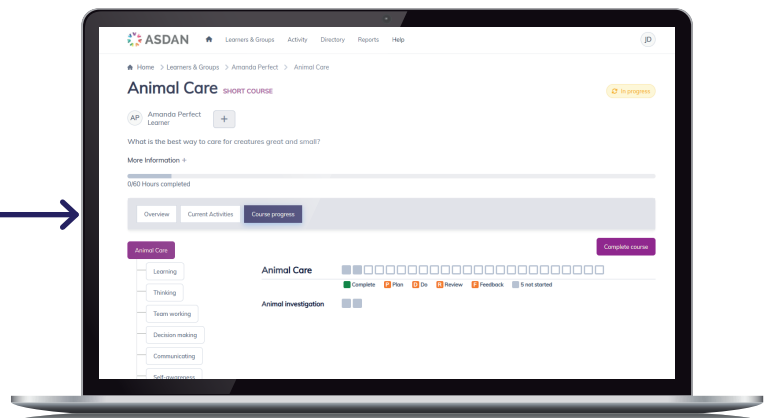 ASDAN Learners & Groups Activity Directory Reports Help JD
Home > Learners & Groups > Amanda Perfect > Animal Care
Animal Care SHORT COURSE
In progress
AP Amanda Perfect
Learner
+
What is the best way to care for creatures great and small?
More Information +
0/60 Hours completed
Overview Current Activities Course progress
Animal Care
Complete course
Learning
Thinking
Team working
Decision making
Communicating
Self-awareness
Animal Care
Complete P Plan D Do R Review F Feedback 5 not started
Animal investigation